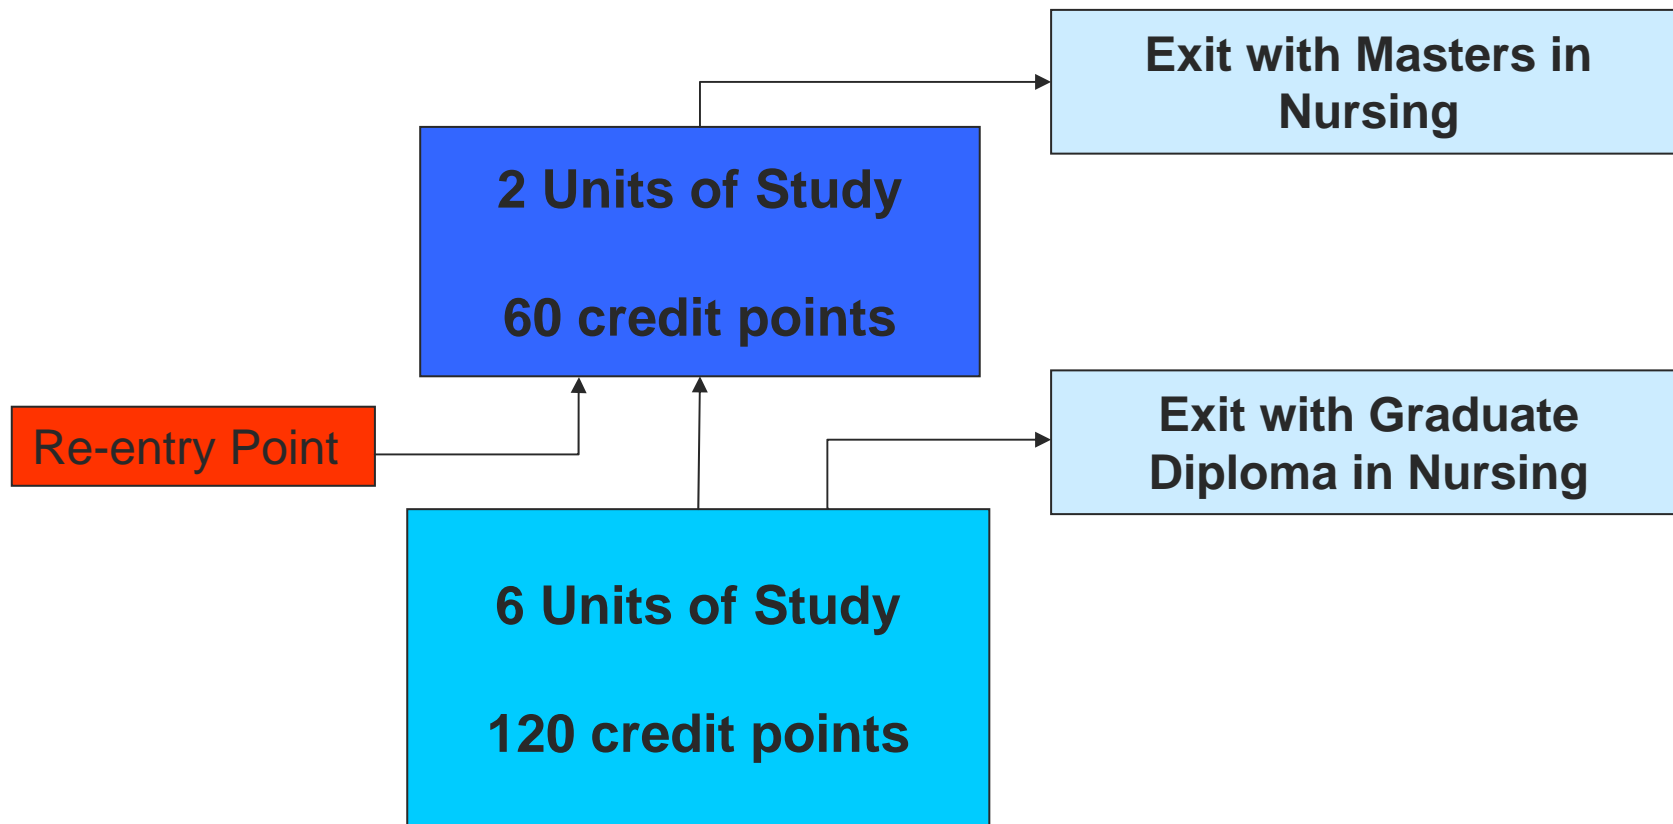 Exit with Masters in
Nursing
2 Units of Study
60 credit points
Re-entry Point
Exit with Graduate
Diploma in Nursing
6 Units of Study
120 credit points